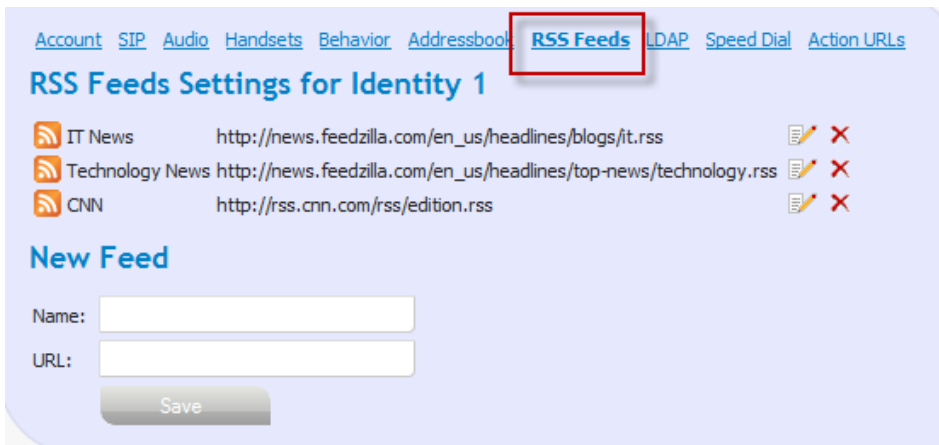 Account SIP Audio Handsets Behavior Addressbook RSS Feeds LDAP Speed Dial Action URLs
RSS Feeds Settings for Identity 1
IT News http://news.feedzilla.com/en_us/headlines/blogs/it.rss
Technology News http://news.feedzilla.com/en_us/headlines/top-news/technology.rss
CNN http://rss.cnn.com/rss/edition.rss
New Feed
Name:
URL:
Save